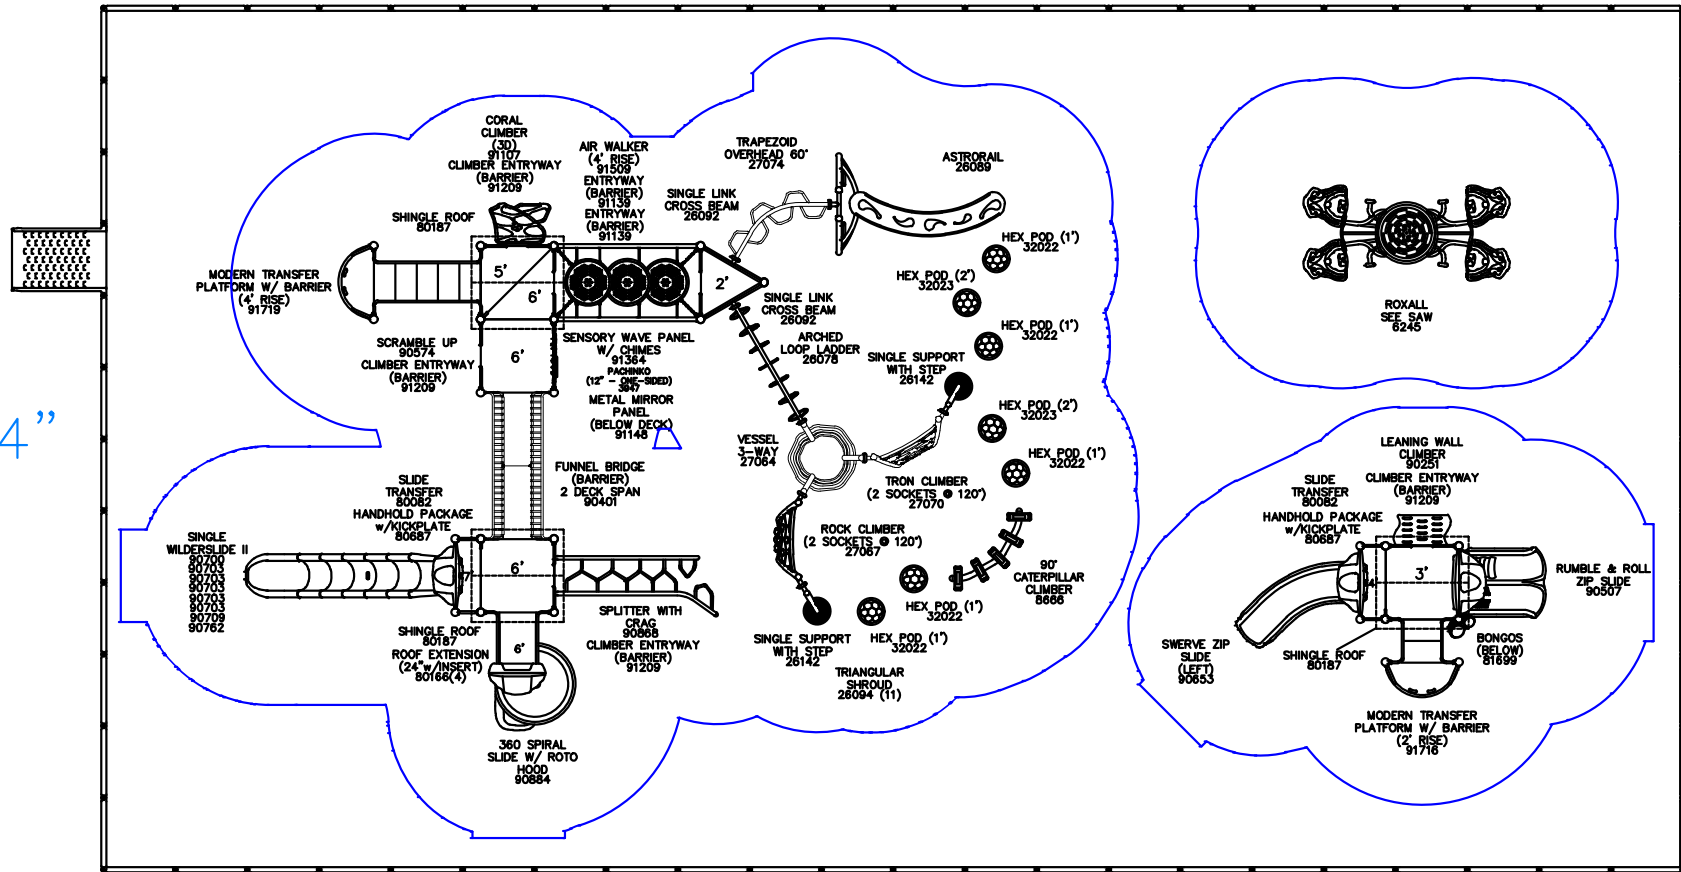 CORAL
CLIMBER
(3D)
91107
CLIMBER ENTRYWAY
(BARRIER)
91209
AIR WALKER
(4' RISE)
91509
ENTRYWAY
(BARRIER)
91139
ENTRYWAY
(BARRIER)
91139
TRAPEZOID
OVERHEAD 60°
27074
ASTRORAIL
26089
SINGLE LINK
CROSS BEAM
26092
SHINGLE ROOF
80187
MODERN TRANSFER
PLATFORM W/ BARRIER
(4' RISE)
91719
5'
6'
2'
6'
HEX POD (1')
32022
HEX POD (2')
32023
HEX POD (1')
32022
SINGLE LINK
CROSS BEAM
26092
ARCHED
LOOP LADDER
26078
SINGLE SUPPORT
WITH STEP
26142
ROXALL
SEE SAW
6245
SCRAMBLE UP
90574
CLIMBER ENTRYWAY
(BARRIER)
91209
SENSORY WAVE PANEL
W/ CHIMES
91364
PACHINKO
(12" - ONE-SIDED)
3947
METAL MIRROR
PANEL
(BELOW DECK)
91148
4"
HEX POD (2')
32023
HEX POD (1')
32022
VESSEL
3-WAY
27064
TRON CLIMBER
(2 SOCKETS @ 120°)
27070
FUNNEL BRIDGE
(BARRIER)
2 DECK SPAN
90401
SLIDE
TRANSFER
80082
HANDHOLD PACKAGE
w/KICKPLATE
80687
SINGLE
WILDERSLIDE II
90700
90703
90703
90703
90703
90703
90709
90762
ROCK CLIMBER
(2 SOCKETS @ 120°)
27067
90°
CATERPILLAR
CLIMBER
8666
7'
6'
6'
HEX POD (1')
32022
HEX POD (1')
32022
SINGLE SUPPORT
WITH STEP
26142
TRIANGULAR
SHROUD
26094 (11)
SPLITTER WITH
CRAG
90868
CLIMBER ENTRYWAY
(BARRIER)
91209
SHINGLE ROOF
80187
ROOF EXTENSION
(24"w/INSERT)
80166(4)
360 SPIRAL
SLIDE W/ ROTO
HOOD
90884
LEANING WALL
CLIMBER
90251
CLIMBER ENTRYWAY
(BARRIER)
91209
SLIDE
TRANSFER
80082
HANDHOLD PACKAGE
w/KICKPLATE
80687
4'
3'
RUMBLE & ROLL
ZIP SLIDE
90507
SWERVE ZIP
SLIDE
(LEFT)
90653
SHINGLE ROOF
80187
BONGOS
(BELOW)
81699
MODERN TRANSFER
PLATFORM W/ BARRIER
(2' RISE)
91716